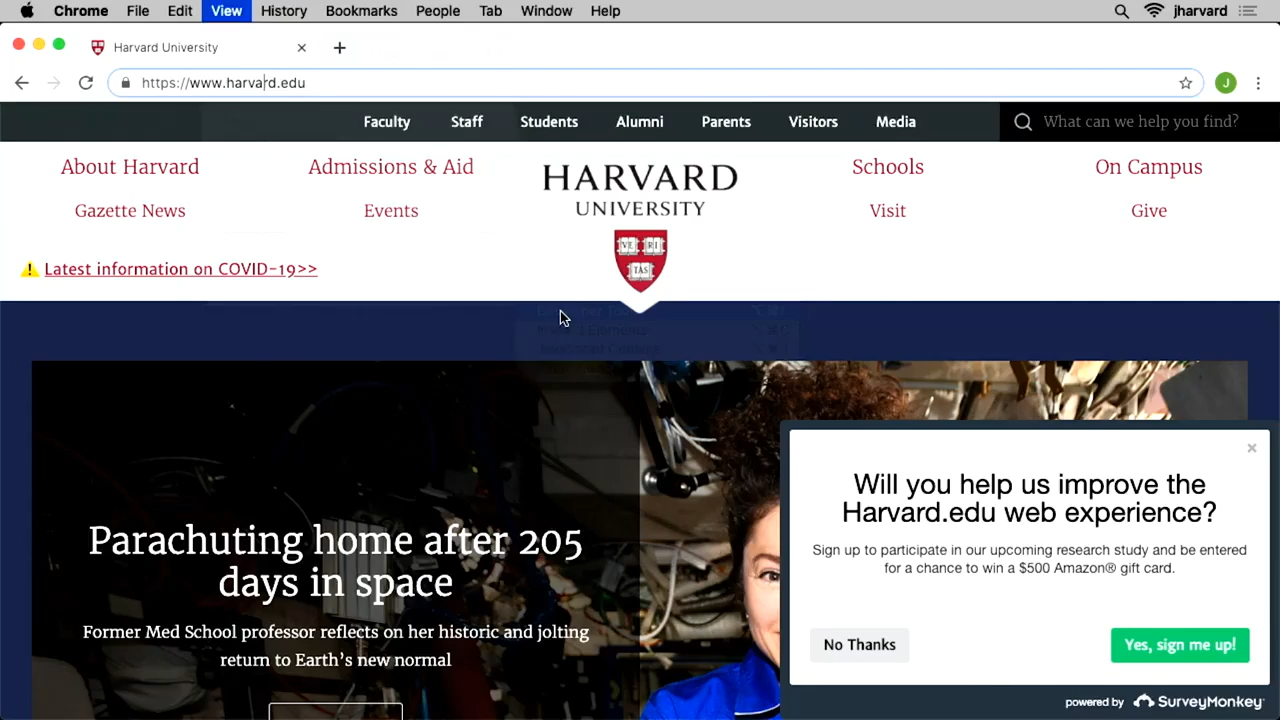 Chrome File Edit View History Bookmarks People Tab Window Help jharvard
Harvard University
https://www.harvard.edu J
Faculty Staff Students Alumni Parents Visitors Media What can we help you find?
About Harvard Admissions & Aid HARVARD Schools On Campus
UNIVERSITY
Gazette News Events Visit Give
VE RI
TAS
Latest information on COVID-19>>
Will you help us improve the
Harvard.edu web experience?
Sign up to participate in our upcoming research study and be entered
for a chance to win a $500 Amazon® gift card.
No Thanks Yes, sign me up!
powered by SurveyMonkey
Parachuting home after 205
days in space
Former Med School professor reflects on her historic and jolting
return to Earth's new normal